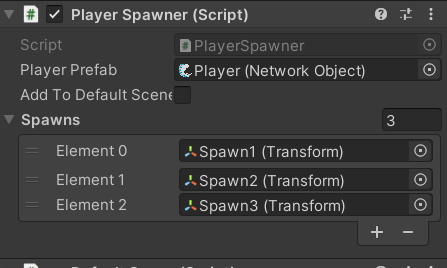 Player Spawner (Script)
Script PlayerSpawner
Player Prefab Player (Network Object)
Add To Default Scene
Spawns 3
Element 0 Spawn1 (Transform)
Element 1 Spawn2 (Transform)
Element 2 Spawn3 (Transform)